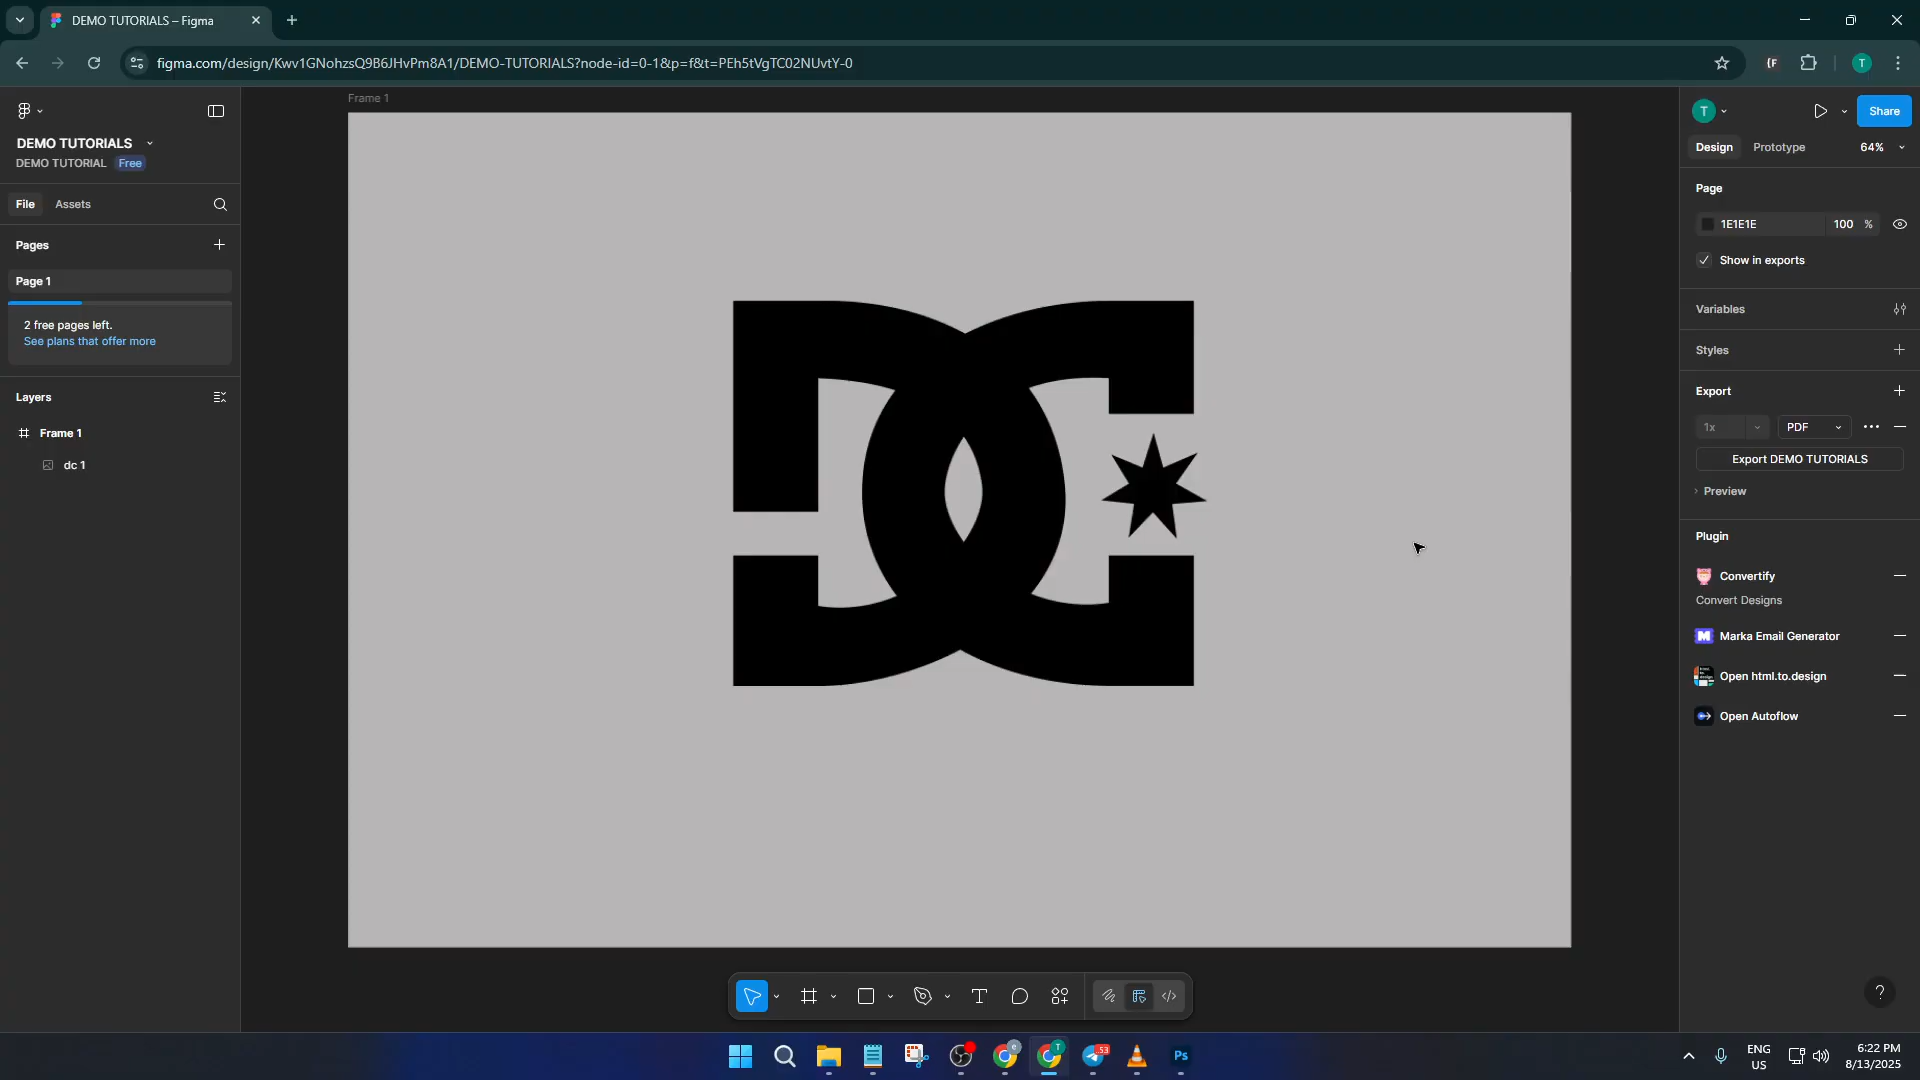 DEMO TUTORIALS – Figma
figma.com/design/Kwv1GNohzsQ9B6JHvPm8A1/DEMO-TUTORIALS?node-id=0-1&p=f&t=PEh5tVgTC02NUvtY-0
T
DEMO TUTORIALS
DEMO TUTORIAL Free
File Assets
Pages
Page 1
2 free pages left.
See plans that offer more
Layers
Frame 1
dc 1
Frame 1
T
Share
Design Prototype 64%
Page
1E1E1E 100 %
Show in exports
Variables
Styles
Export
1x PDF
Export DEMO TUTORIALS
Preview
Plugin
Convertify
Convert Designs
Marka Email Generator
Open html.to.design
Open Autoflow
?
e
T
53
Ps
ENG
US
6:22 PM
8/13/2025